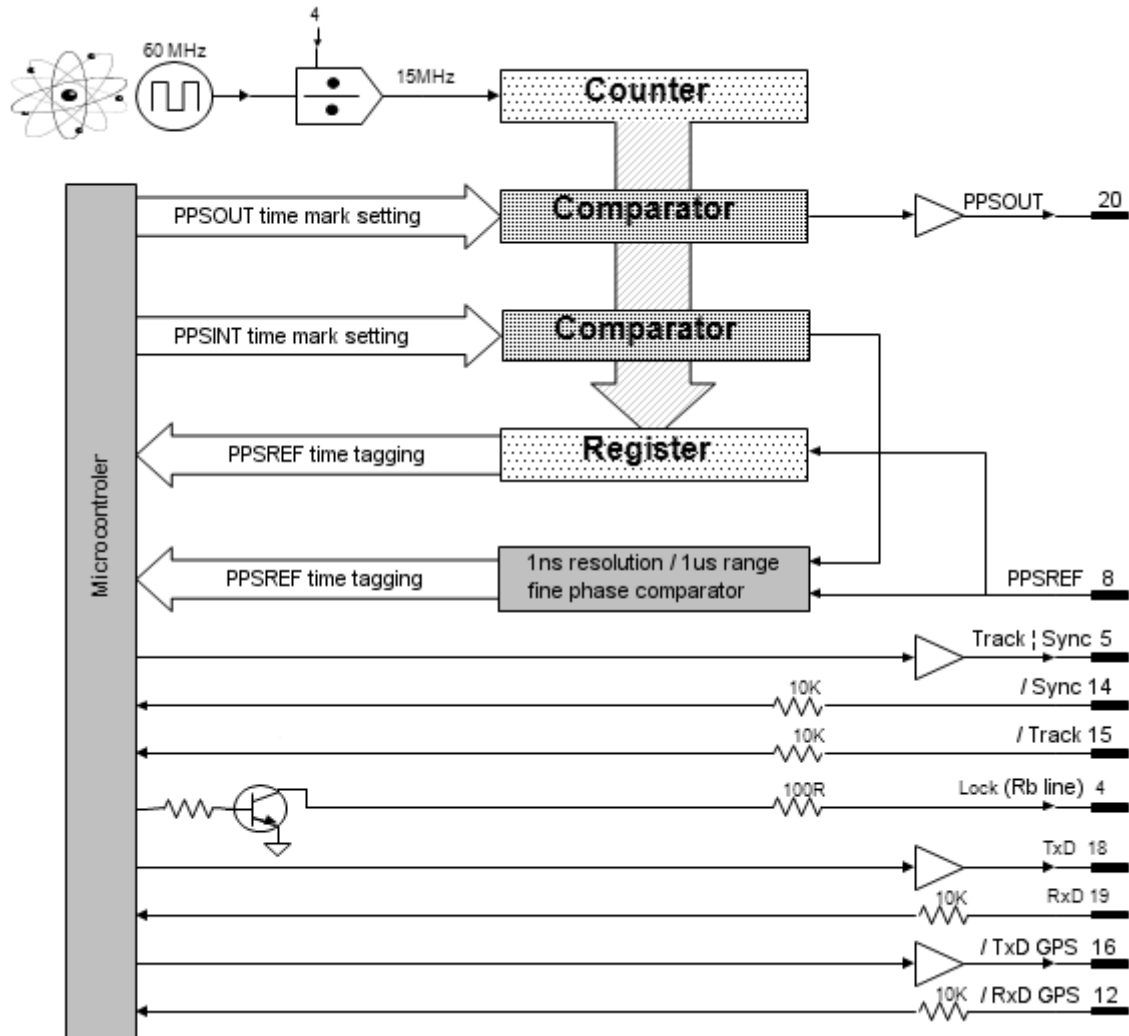 4
60 MHz
15MHz
Counter
PPSOUT time mark setting
Comparator
PPSOUT
20
PPSINT time mark setting
Comparator
PPSREF time tagging
Register
Microcontroler
PPSREF time tagging
1ns resolution / 1us range
fine phase comparator
PPSREF 8
Track ¦ Sync 5
10K
/ Sync 14
10K
/ Track 15
100R
Lock (Rb line) 4
TxD 18
10K
RxD 19
/ TxD GPS 16
10K
/ RxD GPS 12